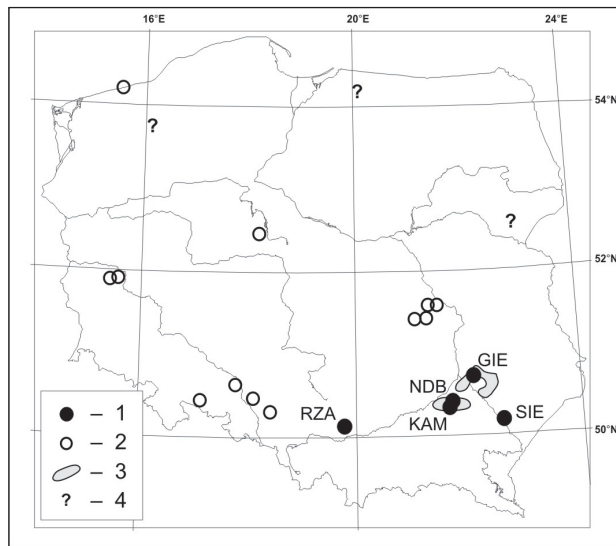 16°E 20°E 24°E
54°N
?
?
?
52°N
GIE
NDB
RZA
KAM
SIE
50°N
– 1
– 2
– 3
? – 4